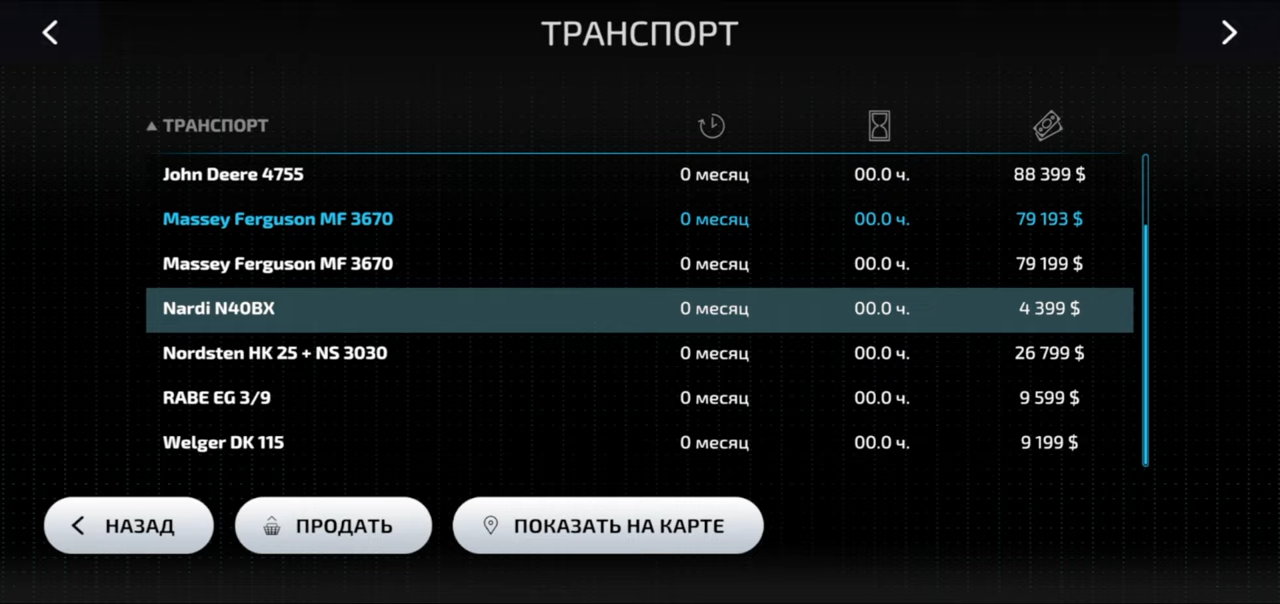 ТРАНСПОРТ
ТРАНСПОРТ
John Deere 4755 0 месяц 00.0 ч. 88 399 $
Massey Ferguson MF 3670 0 месяц 00.0 ч. 79 193 $
Massey Ferguson MF 3670 0 месяц 00.0 ч. 79 199 $
Nardi N40BX 0 месяц 00.0 ч. 4 399 $
Nordsten HK 25 + NS 3030 0 месяц 00.0 ч. 26 799 $
RABE EG 3/9 0 месяц 00.0 ч. 9 599 $
Welger DK 115 0 месяц 00.0 ч. 9 199 $
НАЗАД ПРОДАТЬ ПОКАЗАТЬ НА КАРТЕ